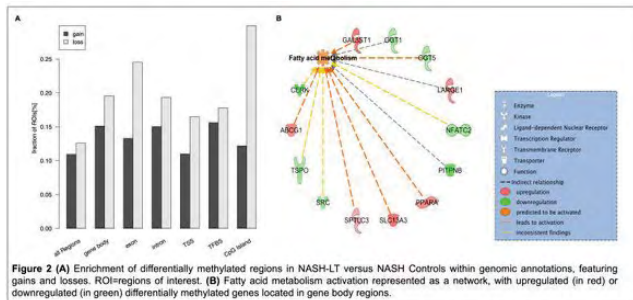 A
B
gain
loss
fraction of ROIs[%]
0.25
0.20
0.15
0.10
0.05
0.00
all Regions
gene body
exon
intron
TSS
TFBS
CpG Island
Fatty acid metabolism
GAL3ST1
GOT1
GGT5
LARGE1
NFATC2
PITPNB
PPARA
SLC13A3
SPTLC3
SRC
TSPO
ABCG1
CERK
Enzyme
Kinase
Ligand-dependent Nuclear Receptor
Transcription Regulator
Transmembrane Receptor
Transporter
Function
Indirect relationship
upregulation
downregulation
predicted to be activated
leads to activation
inconsistent findings
Figure 2 (A) Enrichment of differentially methylated regions in NASH-LT versus NASH Controls within genomic annotations, featuring
gains and losses. ROI=regions of interest. (B) Fatty acid metabolism activation represented as a network, with upregulated (in red) or
downregulated (in green) differentially methylated genes located in gene body regions.